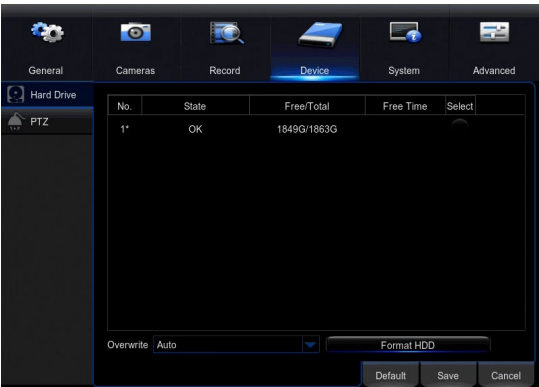 General Cameras Record Device System Advanced
Hard Drive
PTZ
No. State Free/Total Free Time Select
1* OK 1849G/1863G
Overwrite Auto Format HDD
Default Save Cancel